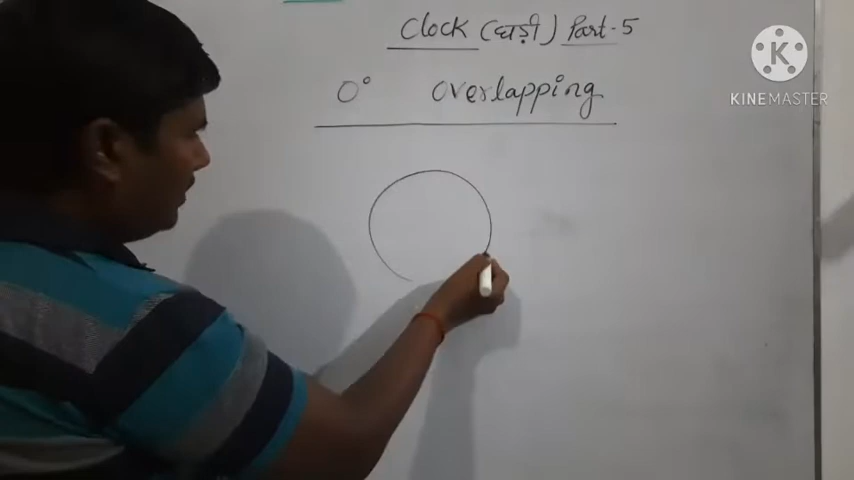 Clock (घड़ी) Part-5
0° overlapping
K
KINEMASTER